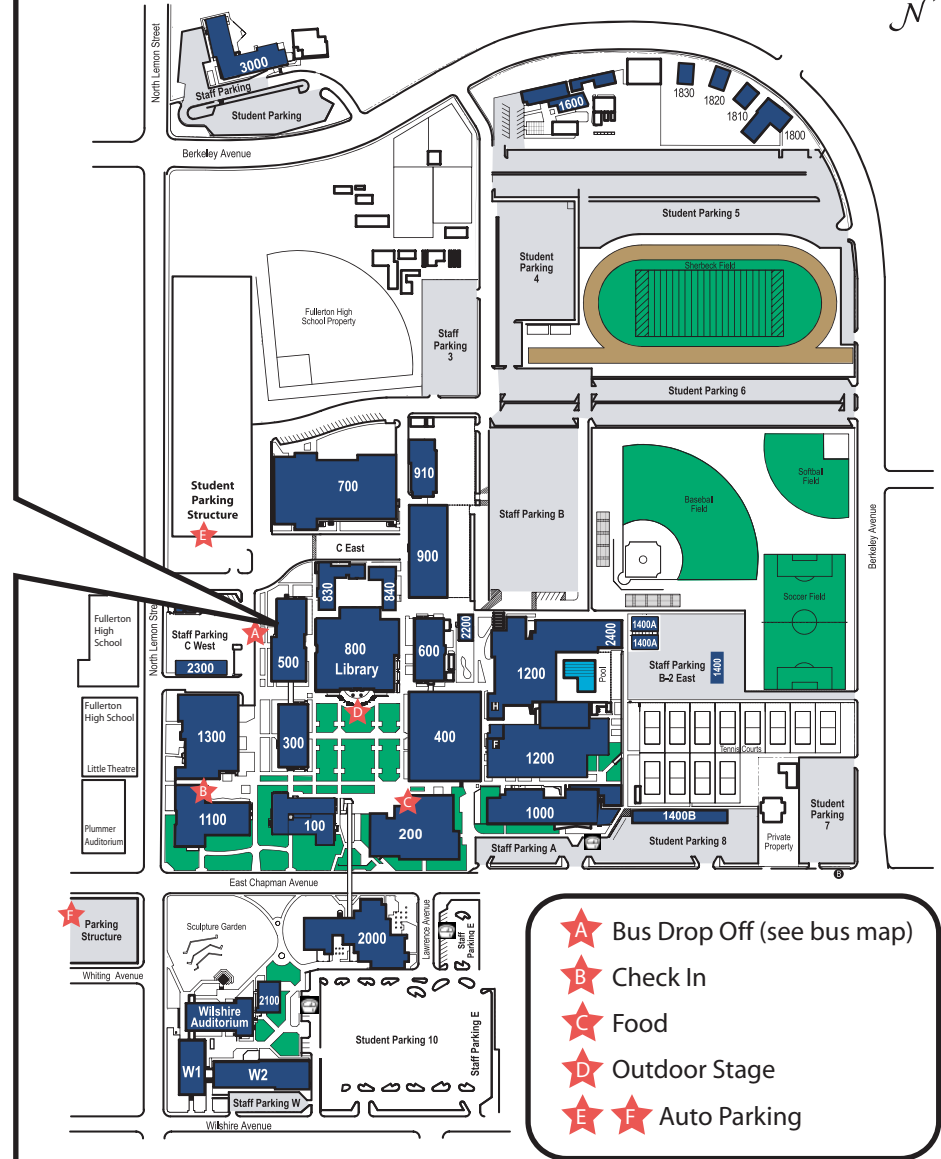 N
North Lemon Street
3000
Staff Parking
Student Parking
Berkeley Avenue
1600
1830
1820
1810
1800
Student Parking 5
Student
Parking
4
Sherbeck Field
Fullerton High
School Property
Staff
Parking
3
Student Parking 6
700
910
Student
Parking
Structure
E
Staff Parking B
Baseball
Field
Softball
Field
Berkeley Avenue
C East
900
830
840
Soccer Field
Fullerton
High
School
North Lemon Street
Staff Parking
C West
2300
A
500
800
Library
600
2200
2400
1200
Pool
1400A
1400A
Staff Parking
B-2 East
1400
D
H
Fullerton
High School
Little Theatre
1300
300
400
F
1200
Tennis Courts
B
C
Plummer
Auditorium
1100
100
200
1000
1400B
Staff Parking A
Student Parking 8
Private
Property
Student
Parking
7
B
East Chapman Avenue
F
Parking
Structure
Sculpture Garden
2000
Lawrence Avenue
Staff
Parking E
Whiting Avenue
2100
Wilshire
Auditorium
Student Parking 10
Staff Parking E
W1
W2
Staff Parking W
Wilshire Avenue
A Bus Drop Off (see bus map)
B Check In
C Food
D Outdoor Stage
E F Auto Parking